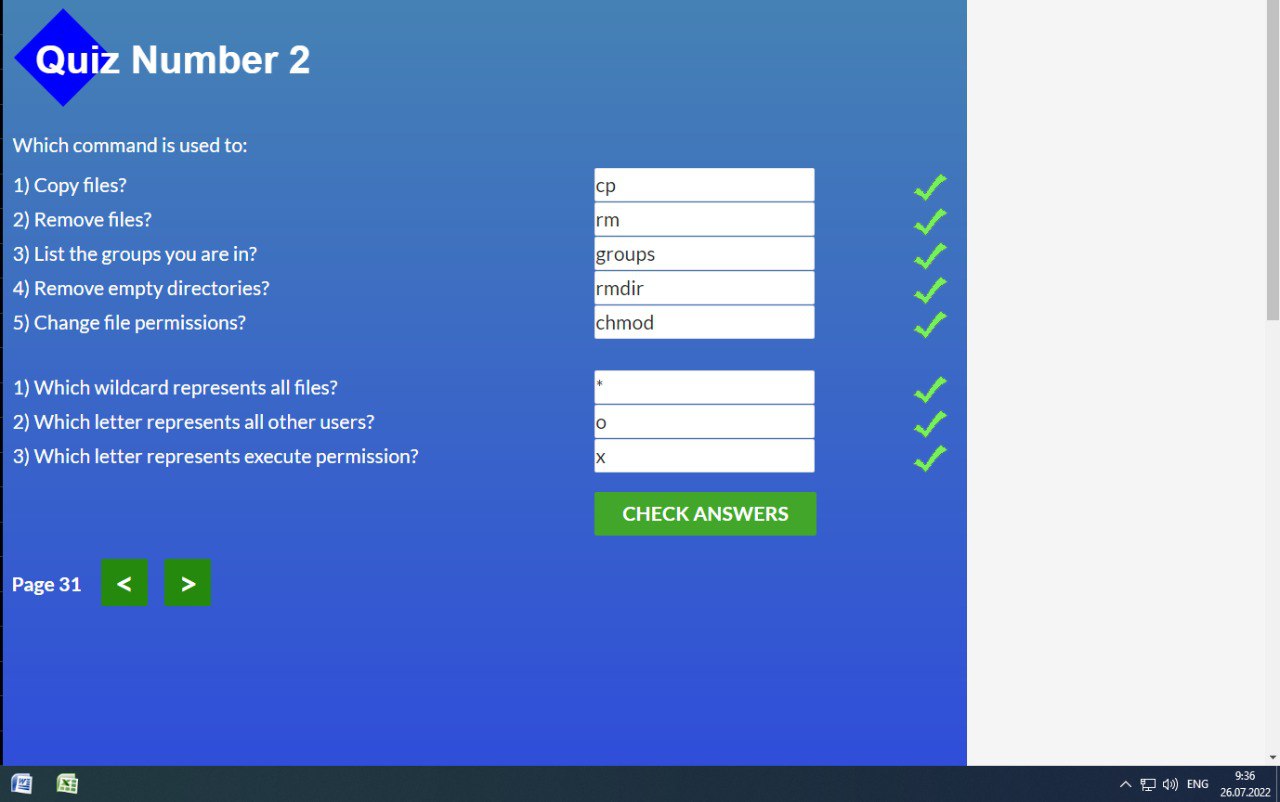 Quiz Number 2
Which command is used to:
1) Copy files? cp
2) Remove files? rm
3) List the groups you are in? groups
4) Remove empty directories? rmdir
5) Change file permissions? chmod
1) Which wildcard represents all files? *
2) Which letter represents all other users? o
3) Which letter represents execute permission? x
CHECK ANSWERS
Page 31 < >
ENG 9:36
26.07.2022